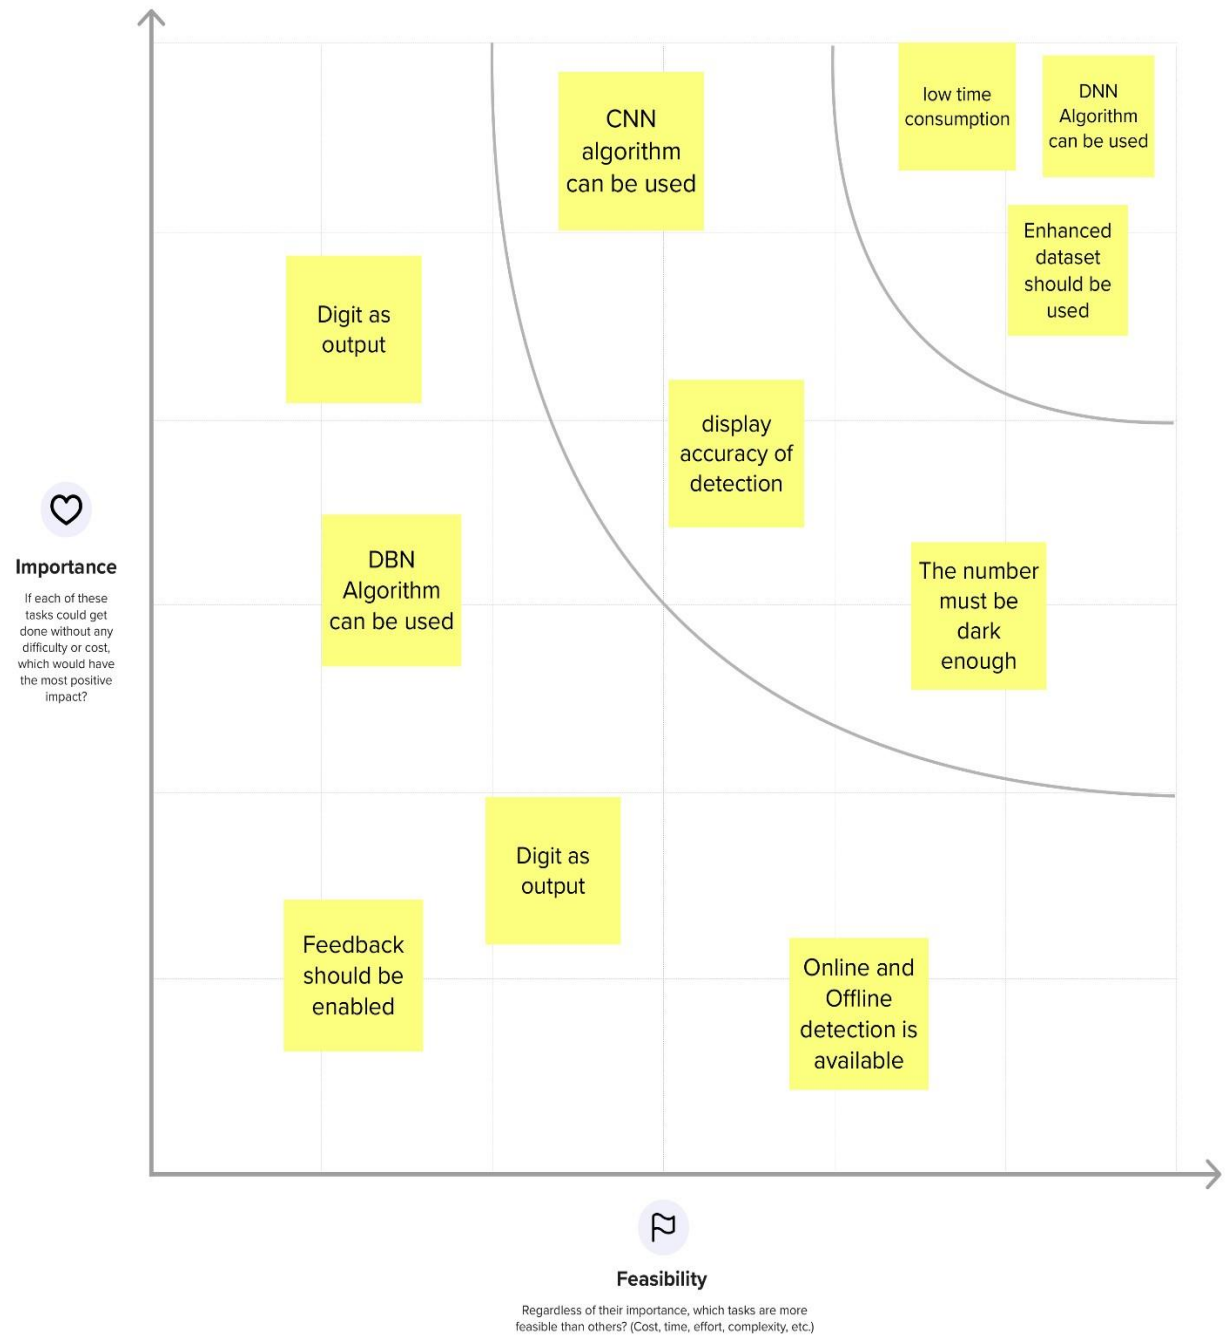 low time
consumption
DNN
Algorithm
can be used
CNN
algorithm
can be used
Enhanced
dataset
should be
used
Digit as
output
display
accuracy of
detection
Importance
If each of these
tasks could get
done without any
difficulty or cost,
which would have
the most positive
impact?
DBN
Algorithm
can be used
The number
must be
dark
enough
Digit as
output
Feedback
should be
enabled
Online and
Offline
detection is
available
Feasibility
Regardless of their importance, which tasks are more
feasible than others? (Cost, time, effort, complexity, etc.)